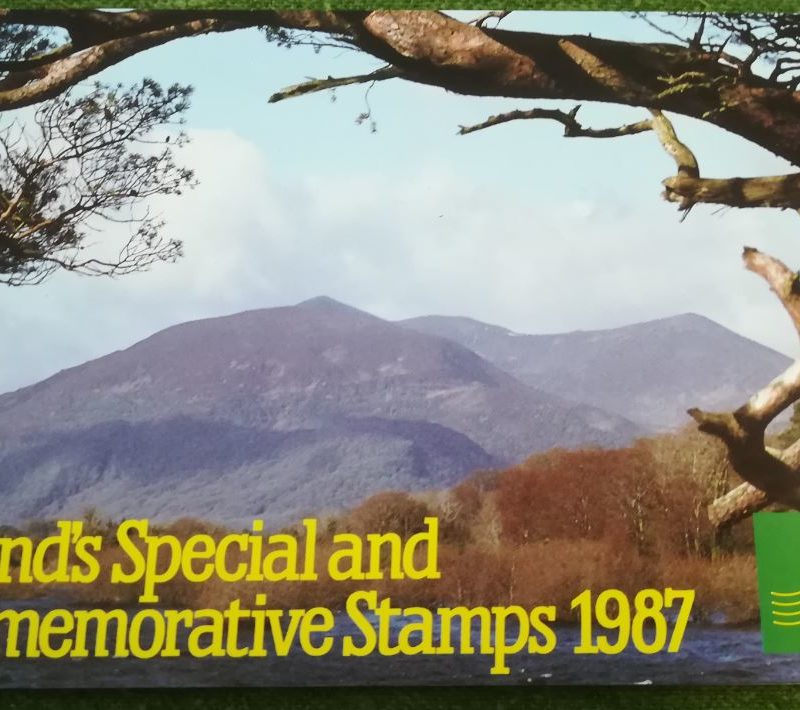 nd's Special and
memorative Stamps 1987